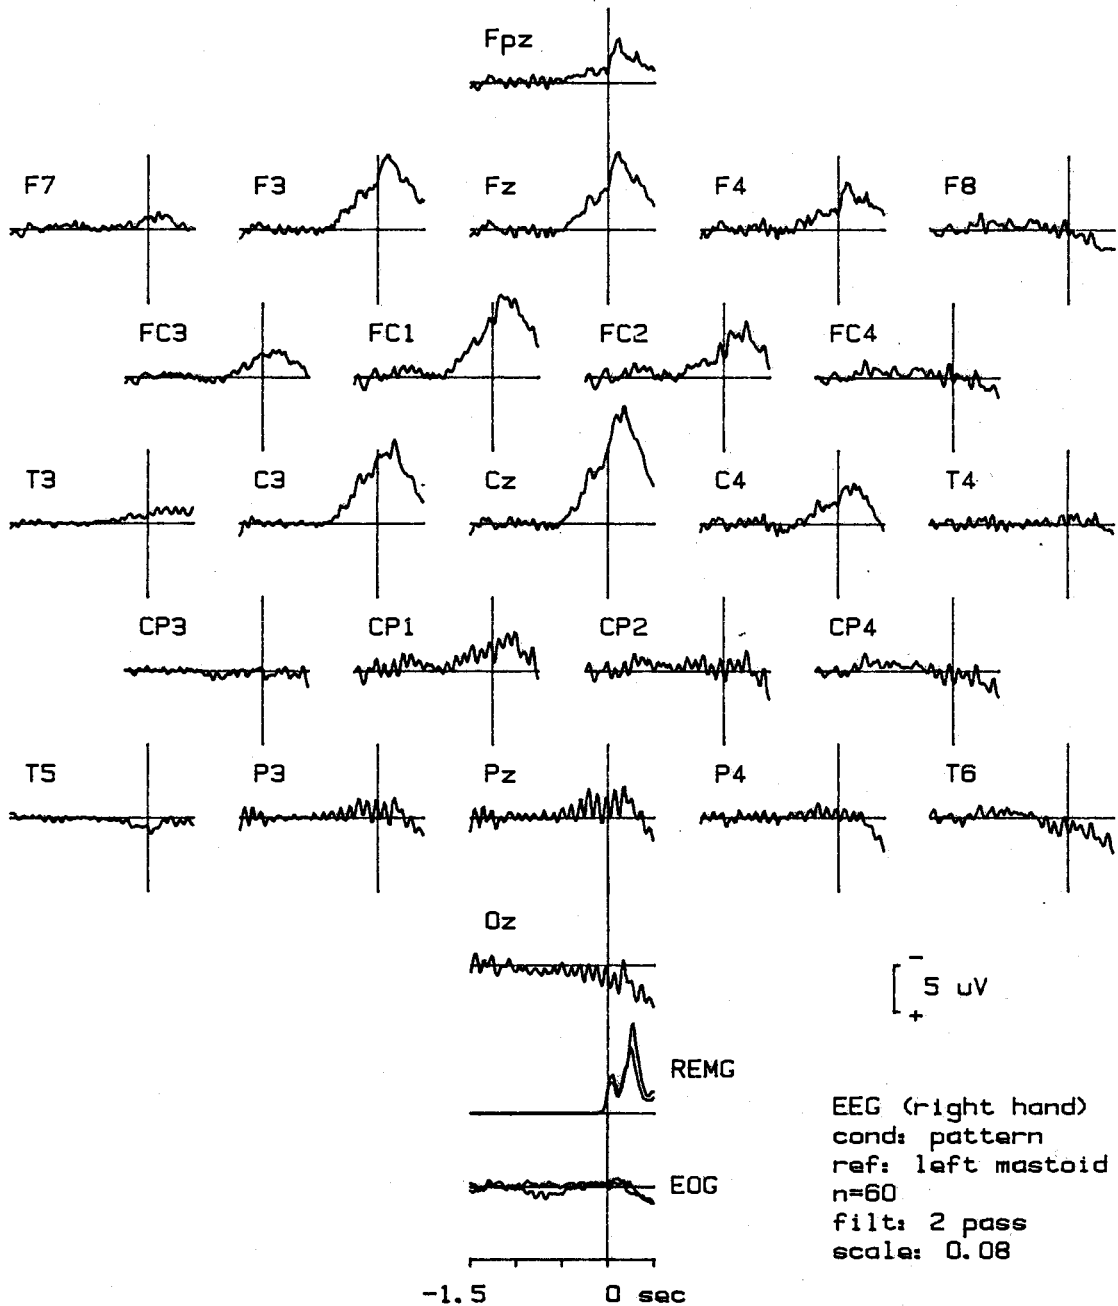 Fpz
F7 F3 Fz F4 F8
FC3 FC1 FC2 FC4
T3 C3 Cz C4 T4
CP3 CP1 CP2 CP4
T5 P3 Pz P4 T6
Oz
−
5 uV
+
REMG
EOG
EEG (right hand)
cond: pattern
ref: left mastoid
n=60
filt: 2 pass
scale: 0.08
-1.5 0 sec